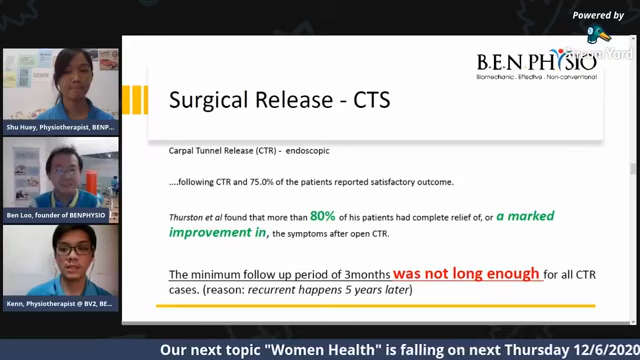 Powered by
StreamYard
B.E.N PHYSIO
Biomechanic . Effective . Non-conventional
Surgical Release - CTS
Carpal Tunnel Release (CTR) - endoscopic
....following CTR and 75.0% of the patients reported satisfactory outcome.
Thurston et al found that more than 80% of his patients had complete relief of, or a marked
improvement in, the symptoms after open CTR.
The minimum follow up period of 3months was not long enough for all CTR
cases. (reason: recurrent happens 5 years later)
Shu Huey, Physiotherapist, BENP...
Ben Loo, founder of BENPHYSIO
Kenn, Physiotherapist @ BV2, BE...
Our next topic "Women Health" is falling on next Thursday 12/6/2020